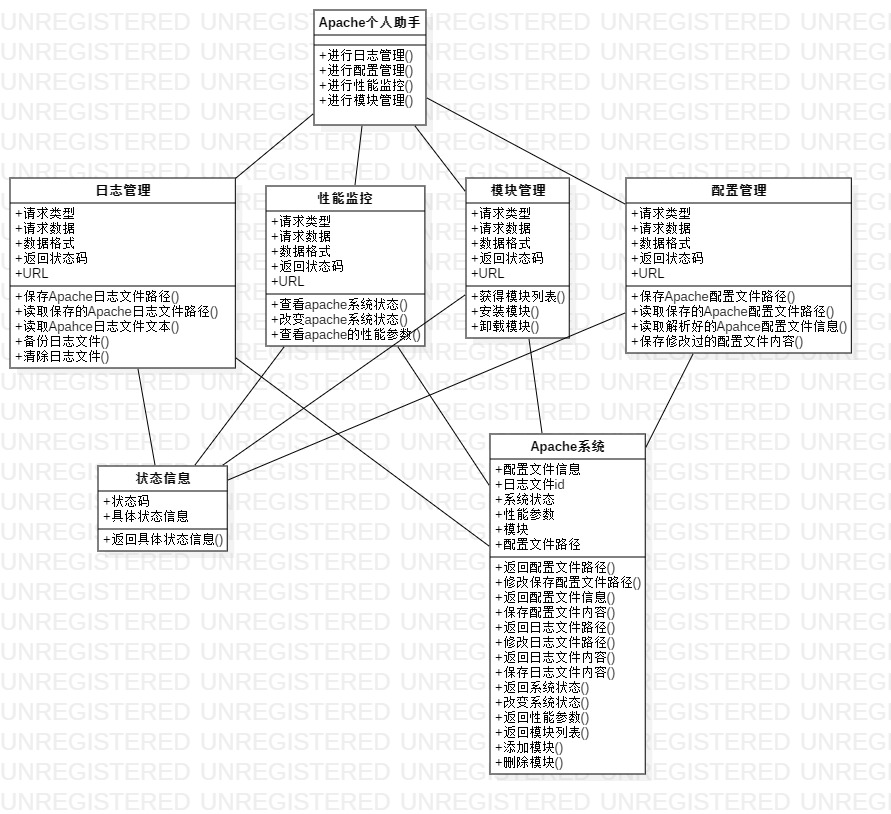 Apache个人助手
+进行日志管理()
+进行配置管理()
+进行性能监控()
+进行模块管理()
日志管理
+请求类型
+请求数据
+数据格式
+返回状态码
+URL
+保存Apache日志文件路径()
+读取保存的Apache日志文件路径()
+读取Apahce日志文件文本()
+备份日志文件()
+清除日志文件()
性能监控
+请求类型
+请求数据
+数据格式
+返回状态码
+URL
+查看apache系统状态()
+改变apache系统状态()
+查看apache的性能参数()
模块管理
+请求类型
+请求数据
+数据格式
+返回状态码
+URL
+获得模块列表()
+安装模块()
+卸载模块()
配置管理
+请求类型
+请求数据
+数据格式
+返回状态码
+URL
+保存Apache配置文件路径()
+读取保存的Apache配置文件路径()
+读取解析好的Apahce配置文件信息()
+保存修改过的配置文件内容()
状态信息
+状态码
+具体状态信息
+返回具体状态信息()
Apache系统
+配置文件信息
+日志文件id
+系统状态
+性能参数
+模块
+配置文件路径
+返回配置文件路径()
+修改保存配置文件路径()
+返回配置文件信息()
+保存配置文件内容()
+返回日志文件路径()
+修改日志文件路径()
+返回日志文件内容()
+保存日志文件内容()
+返回系统状态()
+改变系统状态()
+返回性能参数()
+返回模块列表()
+添加模块()
+删除模块()